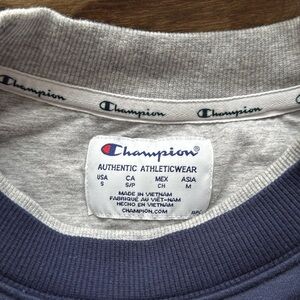 Champion Champion Champion
Champion®
AUTHENTIC ATHLETICWEAR
USA CA MEX ASIA
S S/P CH M
MADE IN VIETNAM
FABRIQUÉ AU VIÊT-NAM
HECHO EN VIETNAM
CHAMPION.COM